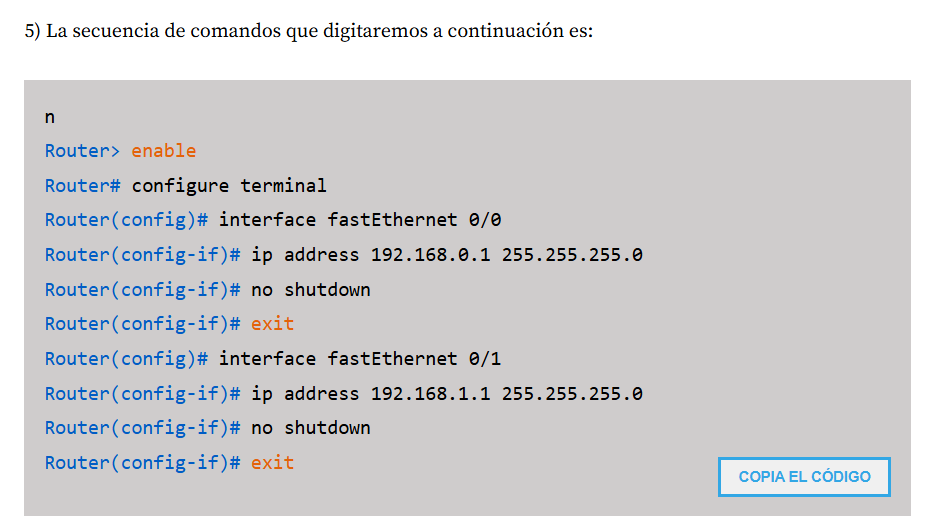 5) La secuencia de comandos que digitaremos a continuación es:
n
Router> enable
Router# configure terminal
Router(config)# interface fastEthernet 0/0
Router(config-if)# ip address 192.168.0.1 255.255.255.0
Router(config-if)# no shutdown
Router(config-if)# exit
Router(config)# interface fastEthernet 0/1
Router(config-if)# ip address 192.168.1.1 255.255.255.0
Router(config-if)# no shutdown
Router(config-if)# exit
COPIA EL CÓDIGO